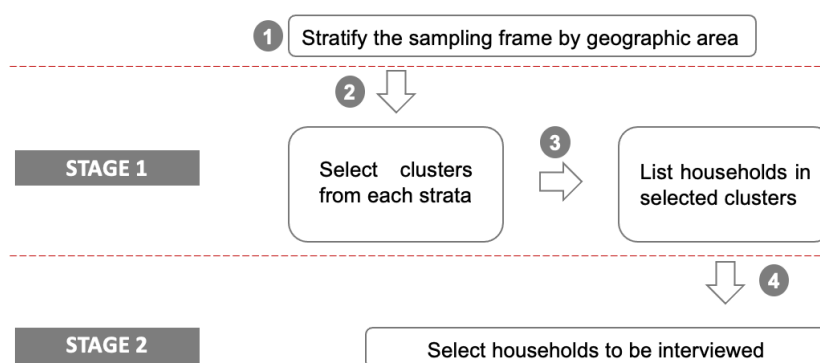 1 Stratify the sampling frame by geographic area
2
STAGE 1
Select clusters
from each strata
3
List households in
selected clusters
4
STAGE 2
Select households to be interviewed